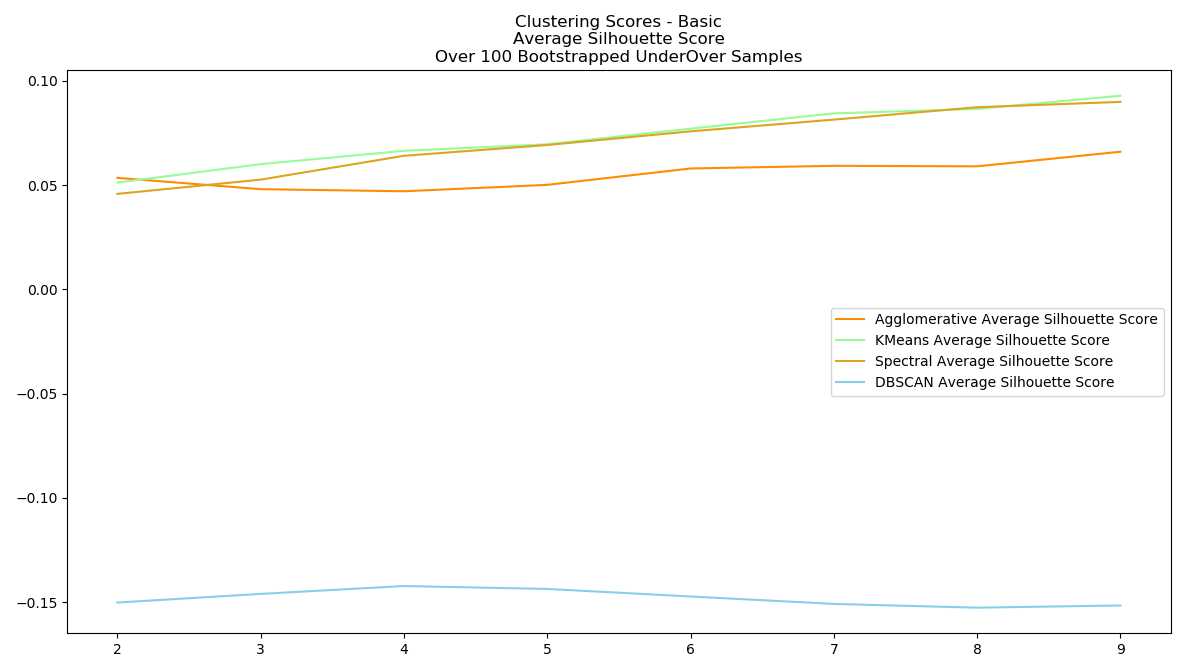 Clustering Scores - Basic
Average Silhouette Score
Over 100 Bootstrapped UnderOver Samples
0.10
0.05
0.00
−0.05
−0.10
−0.15
Agglomerative Average Silhouette Score
KMeans Average Silhouette Score
Spectral Average Silhouette Score
DBSCAN Average Silhouette Score
2 3 4 5 6 7 8 9